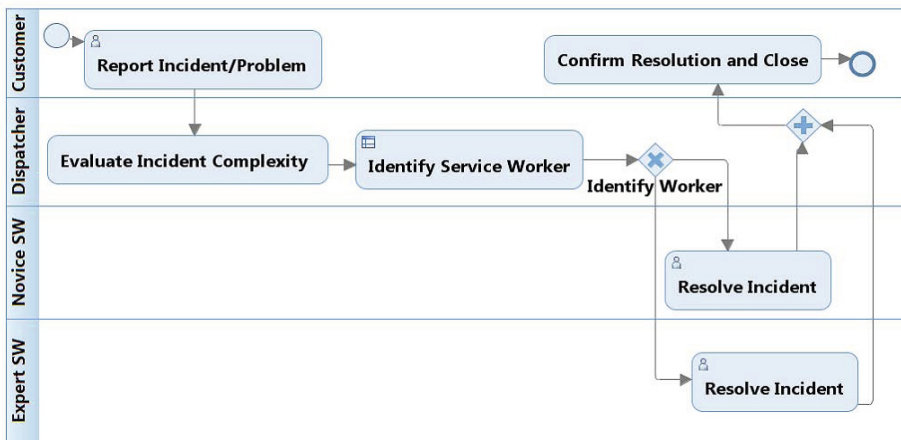 Customer
Report Incident/Problem
Confirm Resolution and Close
Dispatcher
Evaluate Incident Complexity
Identify Service Worker
Identify Worker
Novice SW
Resolve Incident
Expert SW
Resolve Incident